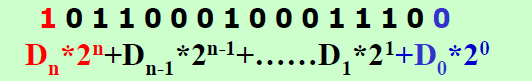 1 0 1 1 0 0 0 1 0 0 0 1 1 1 0 0
Dₙ*2ⁿ+Dₙ₋₁*2ⁿ⁻¹+……D₁*2¹+D₀*2⁰